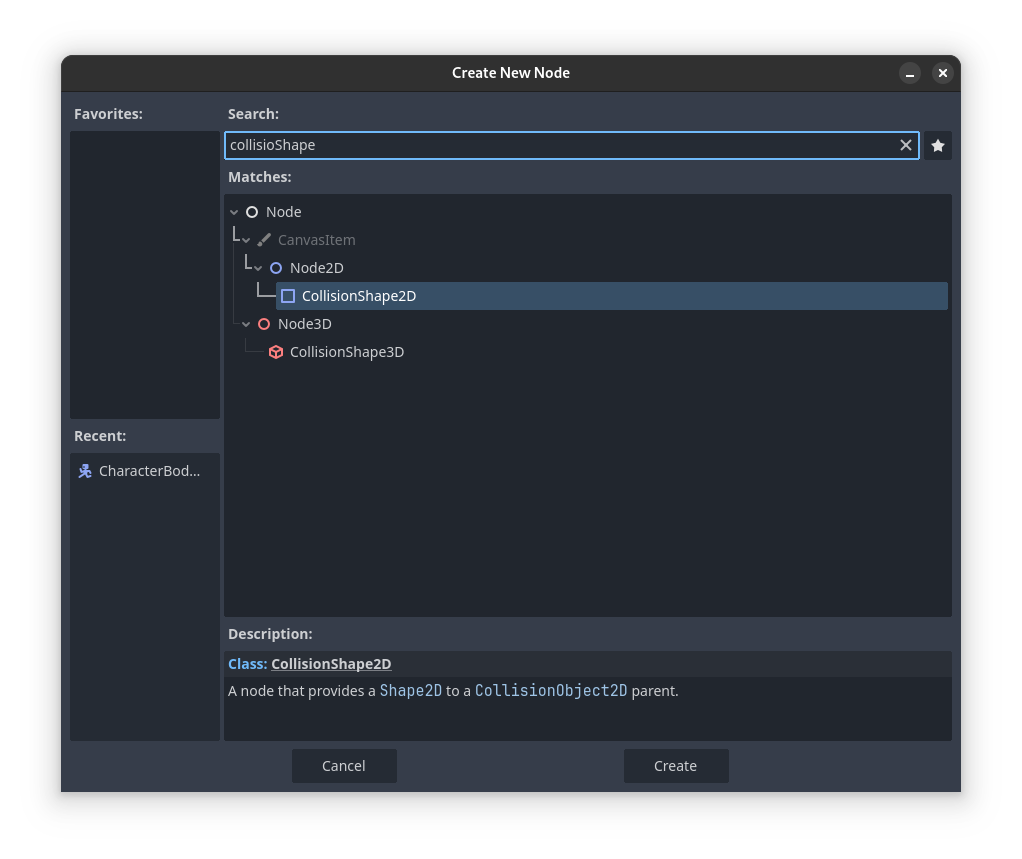 Create New Node
Favorites:
Search:
collisioShape
Matches:
Node
CanvasItem
Node2D
CollisionShape2D
Node3D
CollisionShape3D
Recent:
CharacterBod...
Description:
Class: CollisionShape2D
A node that provides a Shape2D to a CollisionObject2D parent.
Cancel
Create